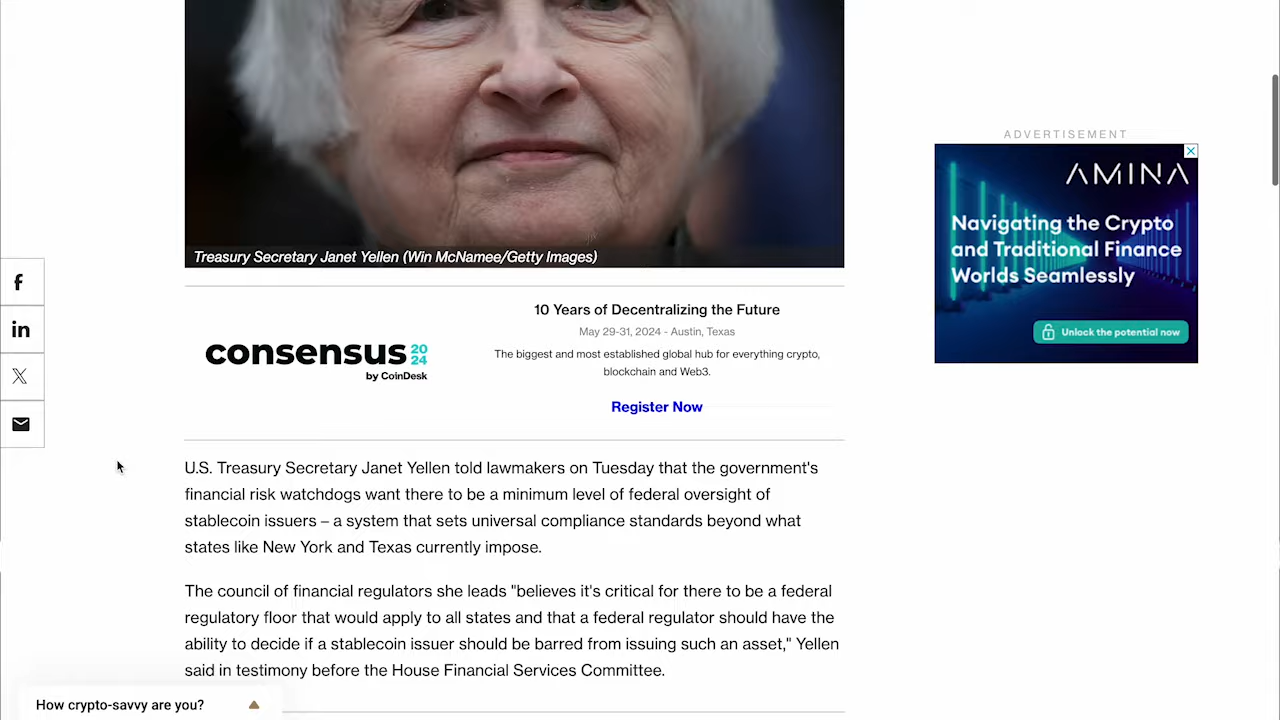 Treasury Secretary Janet Yellen (Win McNamee/Getty Images)
ADVERTISEMENT
AMINA
Navigating the Crypto
and Traditional Finance
Worlds Seamlessly
Unlock the potential now
consensus 2024
by CoinDesk
10 Years of Decentralizing the Future
May 29-31, 2024 - Austin, Texas
The biggest and most established global hub for everything crypto,
blockchain and Web3.
Register Now
U.S. Treasury Secretary Janet Yellen told lawmakers on Tuesday that the government's
financial risk watchdogs want there to be a minimum level of federal oversight of
stablecoin issuers – a system that sets universal compliance standards beyond what
states like New York and Texas currently impose.
The council of financial regulators she leads "believes it's critical for there to be a federal
regulatory floor that would apply to all states and that a federal regulator should have the
ability to decide if a stablecoin issuer should be barred from issuing such an asset," Yellen
said in testimony before the House Financial Services Committee.
How crypto-savvy are you?